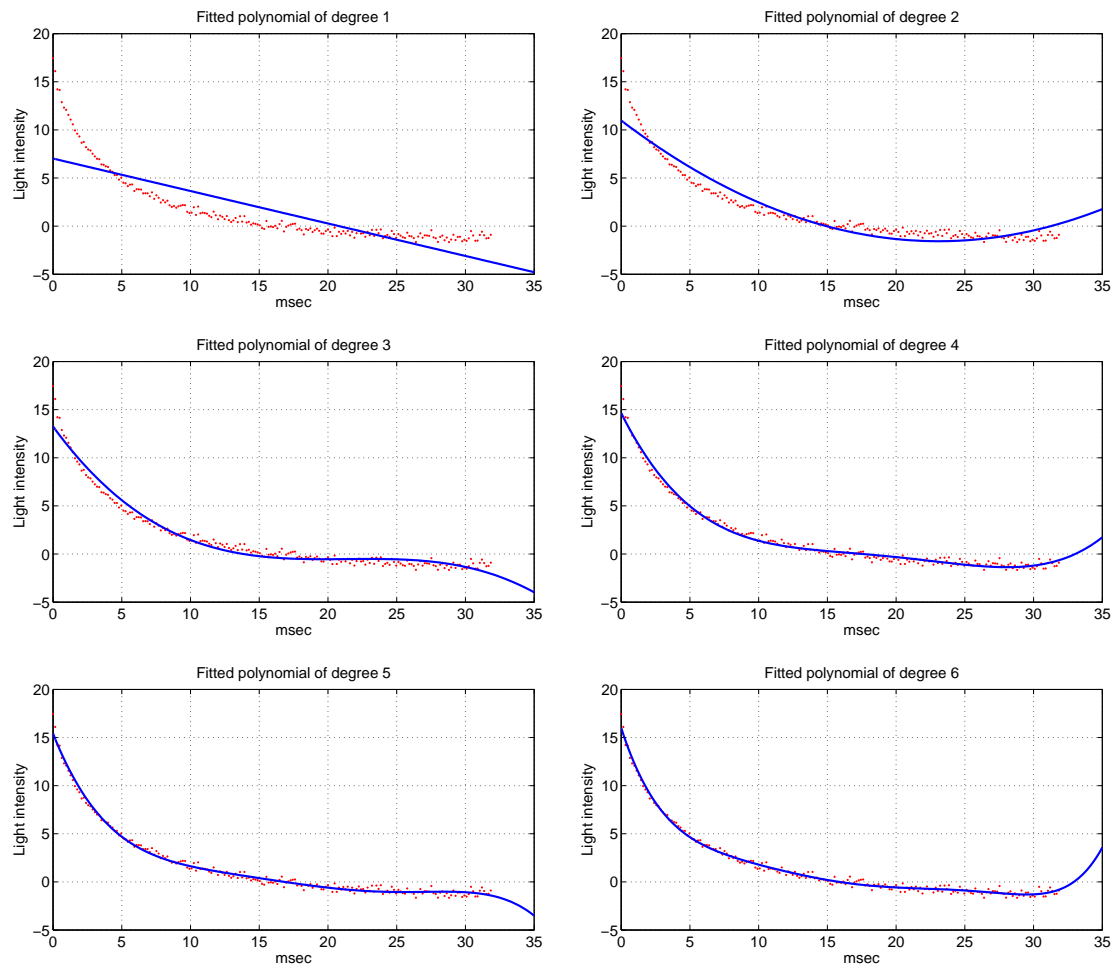 Fitted polynomial of degree 1
20
15
10
5
0
−5
Light intensity
0 5 10 15 20 25 30 35
msec
Fitted polynomial of degree 2
20
15
10
5
0
−5
Light intensity
0 5 10 15 20 25 30 35
msec
Fitted polynomial of degree 3
20
15
10
5
0
−5
Light intensity
0 5 10 15 20 25 30 35
msec
Fitted polynomial of degree 4
20
15
10
5
0
−5
Light intensity
0 5 10 15 20 25 30 35
msec
Fitted polynomial of degree 5
20
15
10
5
0
−5
Light intensity
0 5 10 15 20 25 30 35
msec
Fitted polynomial of degree 6
20
15
10
5
0
−5
Light intensity
0 5 10 15 20 25 30 35
msec